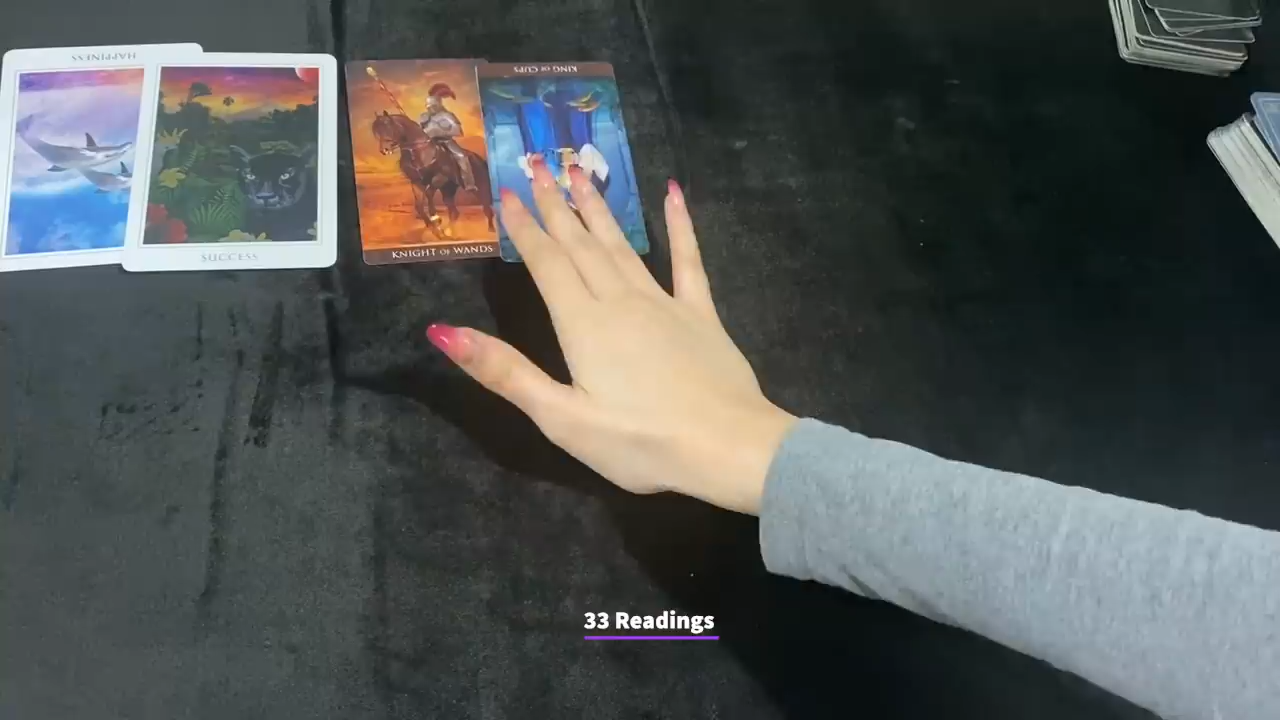 HAPPINESS
SUCCESS
KNIGHT OF WANDS
KING OF CUPS
33 Readings